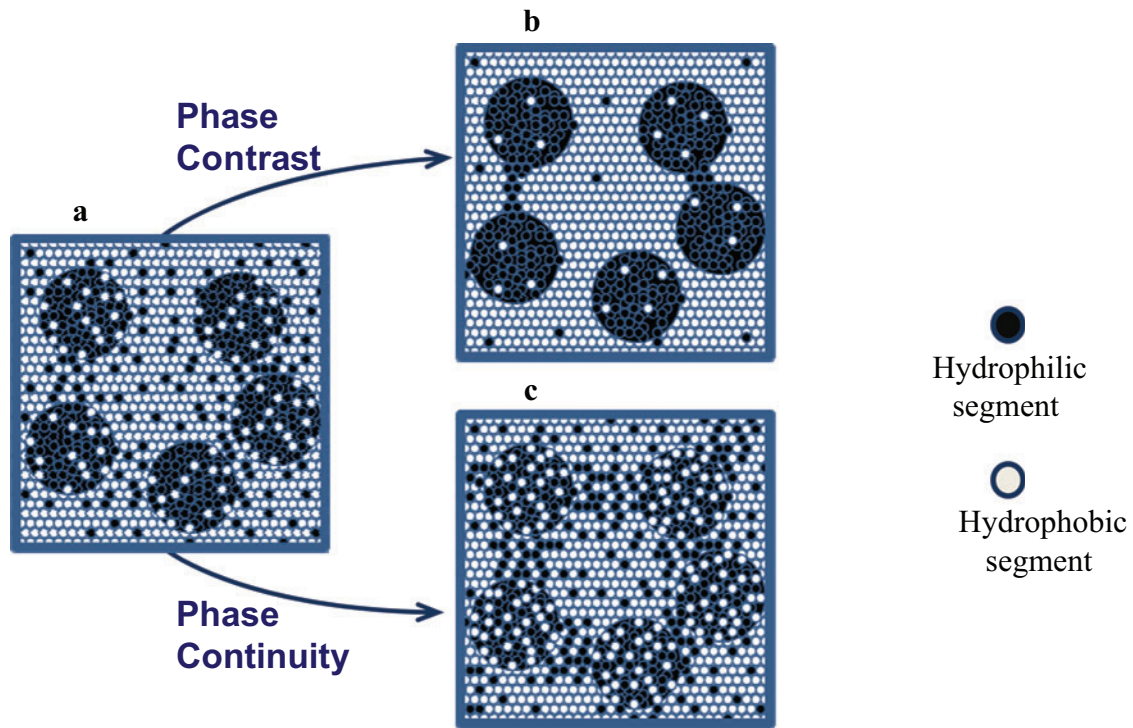 b
Phase
Contrast
a
Hydrophilic
segment
c
Hydrophobic
segment
Phase
Continuity